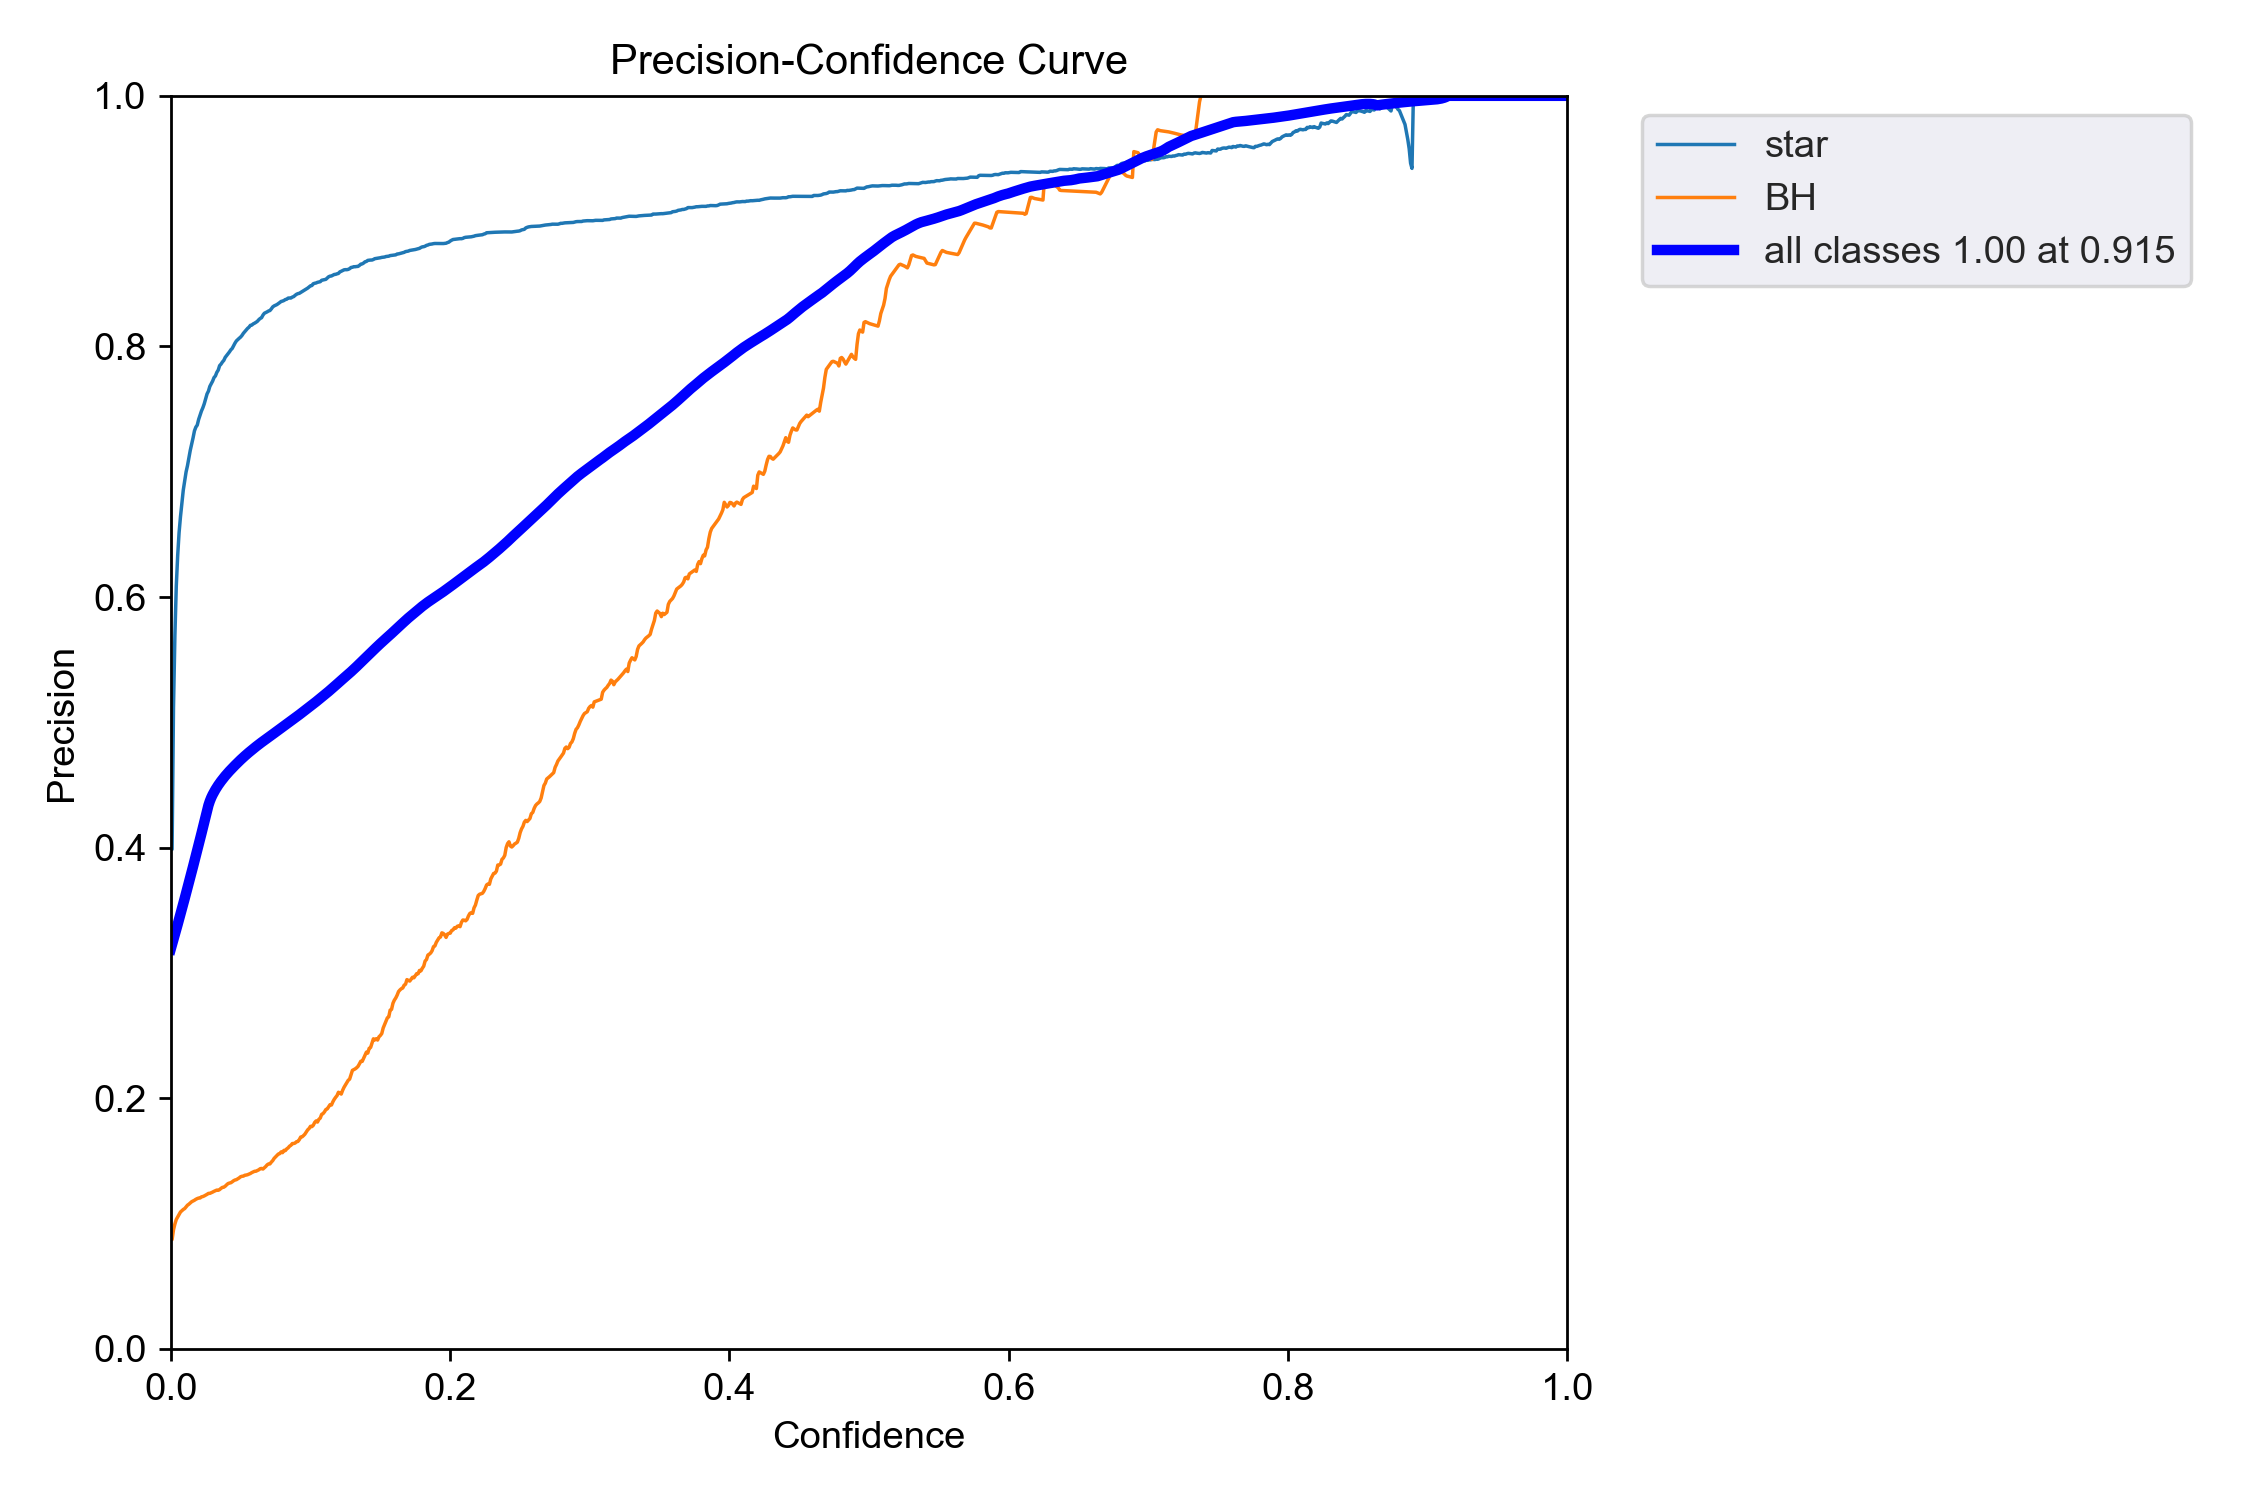 Precision-Confidence Curve
1.0
0.8
0.6
0.4
0.2
0.0
Precision
0.0 0.2 0.4 0.6 0.8 1.0
Confidence
star
BH
all classes 1.00 at 0.915